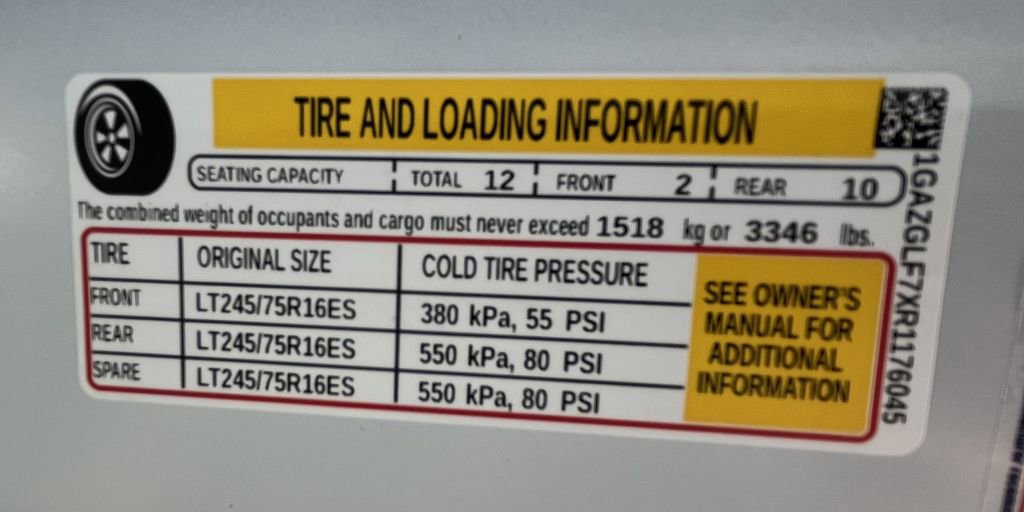 TIRE AND LOADING INFORMATION
SEATING CAPACITY TOTAL 12 FRONT 2 REAR 10
The combined weight of occupants and cargo must never exceed 1518 kg or 3346 lbs.
TIRE ORIGINAL SIZE COLD TIRE PRESSURE
FRONT LT245/75R16ES 380 kPa, 55 PSI
REAR LT245/75R16ES 550 kPa, 80 PSI
SPARE LT245/75R16ES 550 kPa, 80 PSI
SEE OWNER'S
MANUAL FOR
ADDITIONAL
INFORMATION
1GAZGLF7XR1176045